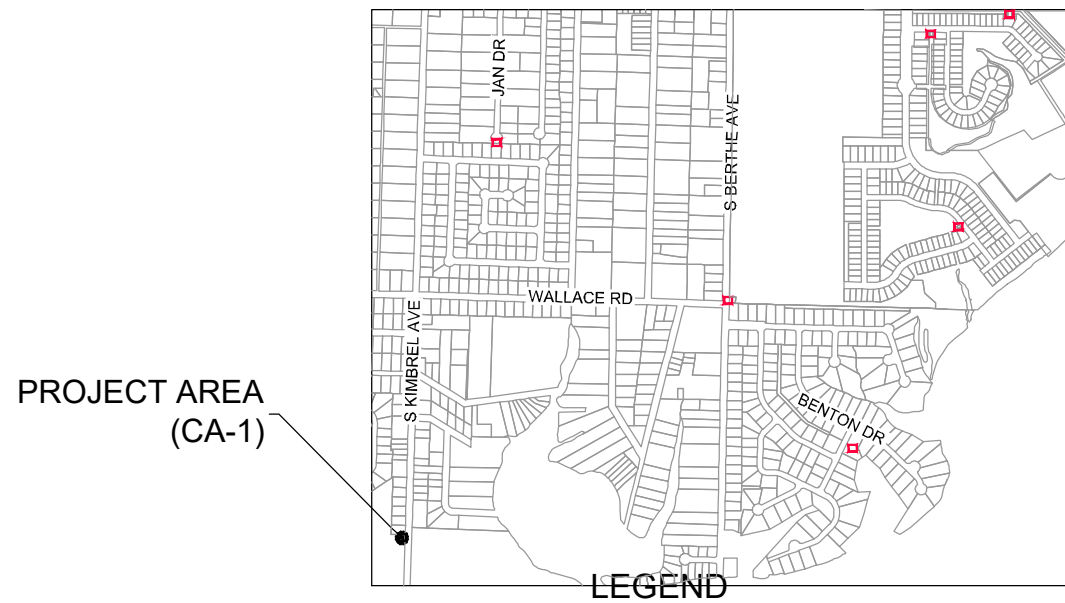 JAN DR
S BERTHE AVE
WALLACE RD
S KIMBREL AVE
PROJECT AREA
(CA-1)
BENTON DR
LEGEND